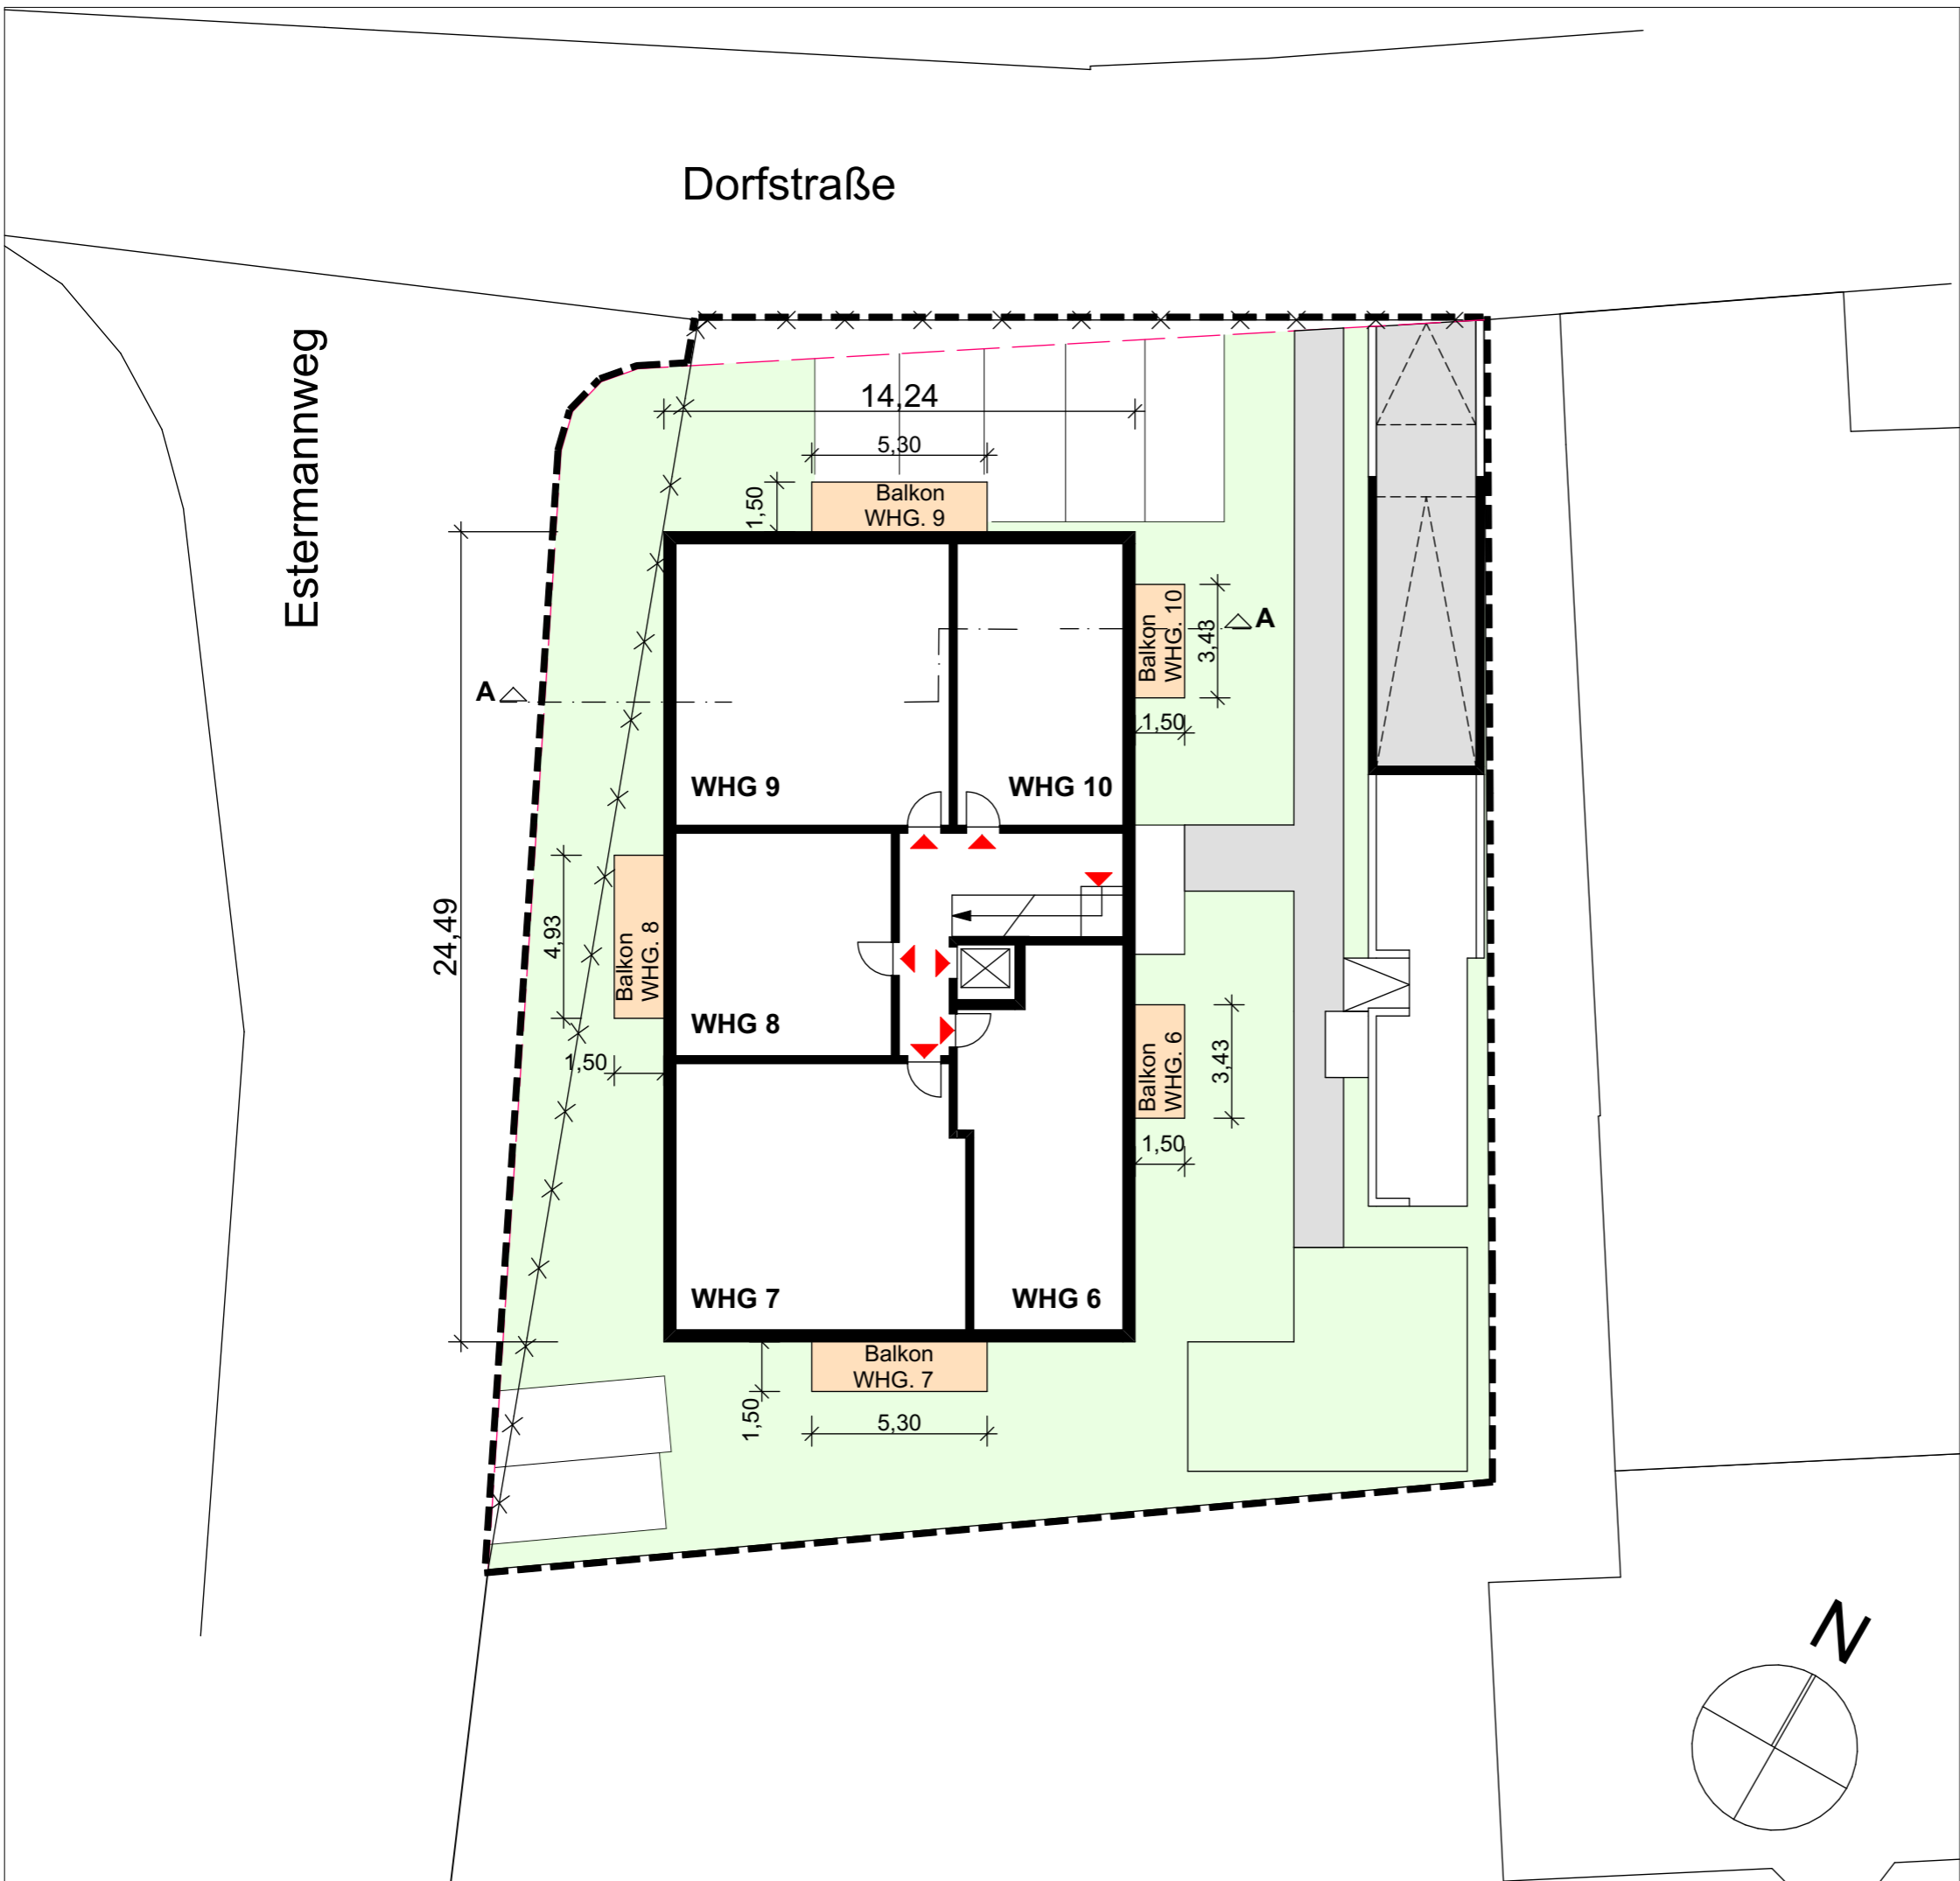 Dorfstraße
Estermannweg
14,24
5,30
1,50
Balkon
WHG. 9
Balkon
WHG. 10
3,43
A
A
1,50
WHG 9
WHG 10
24,49
4,93
Balkon
WHG. 8
1,50
WHG 8
Balkon
WHG. 6
3,43
1,50
WHG 7
WHG 6
Balkon
WHG. 7
1,50
5,30
N